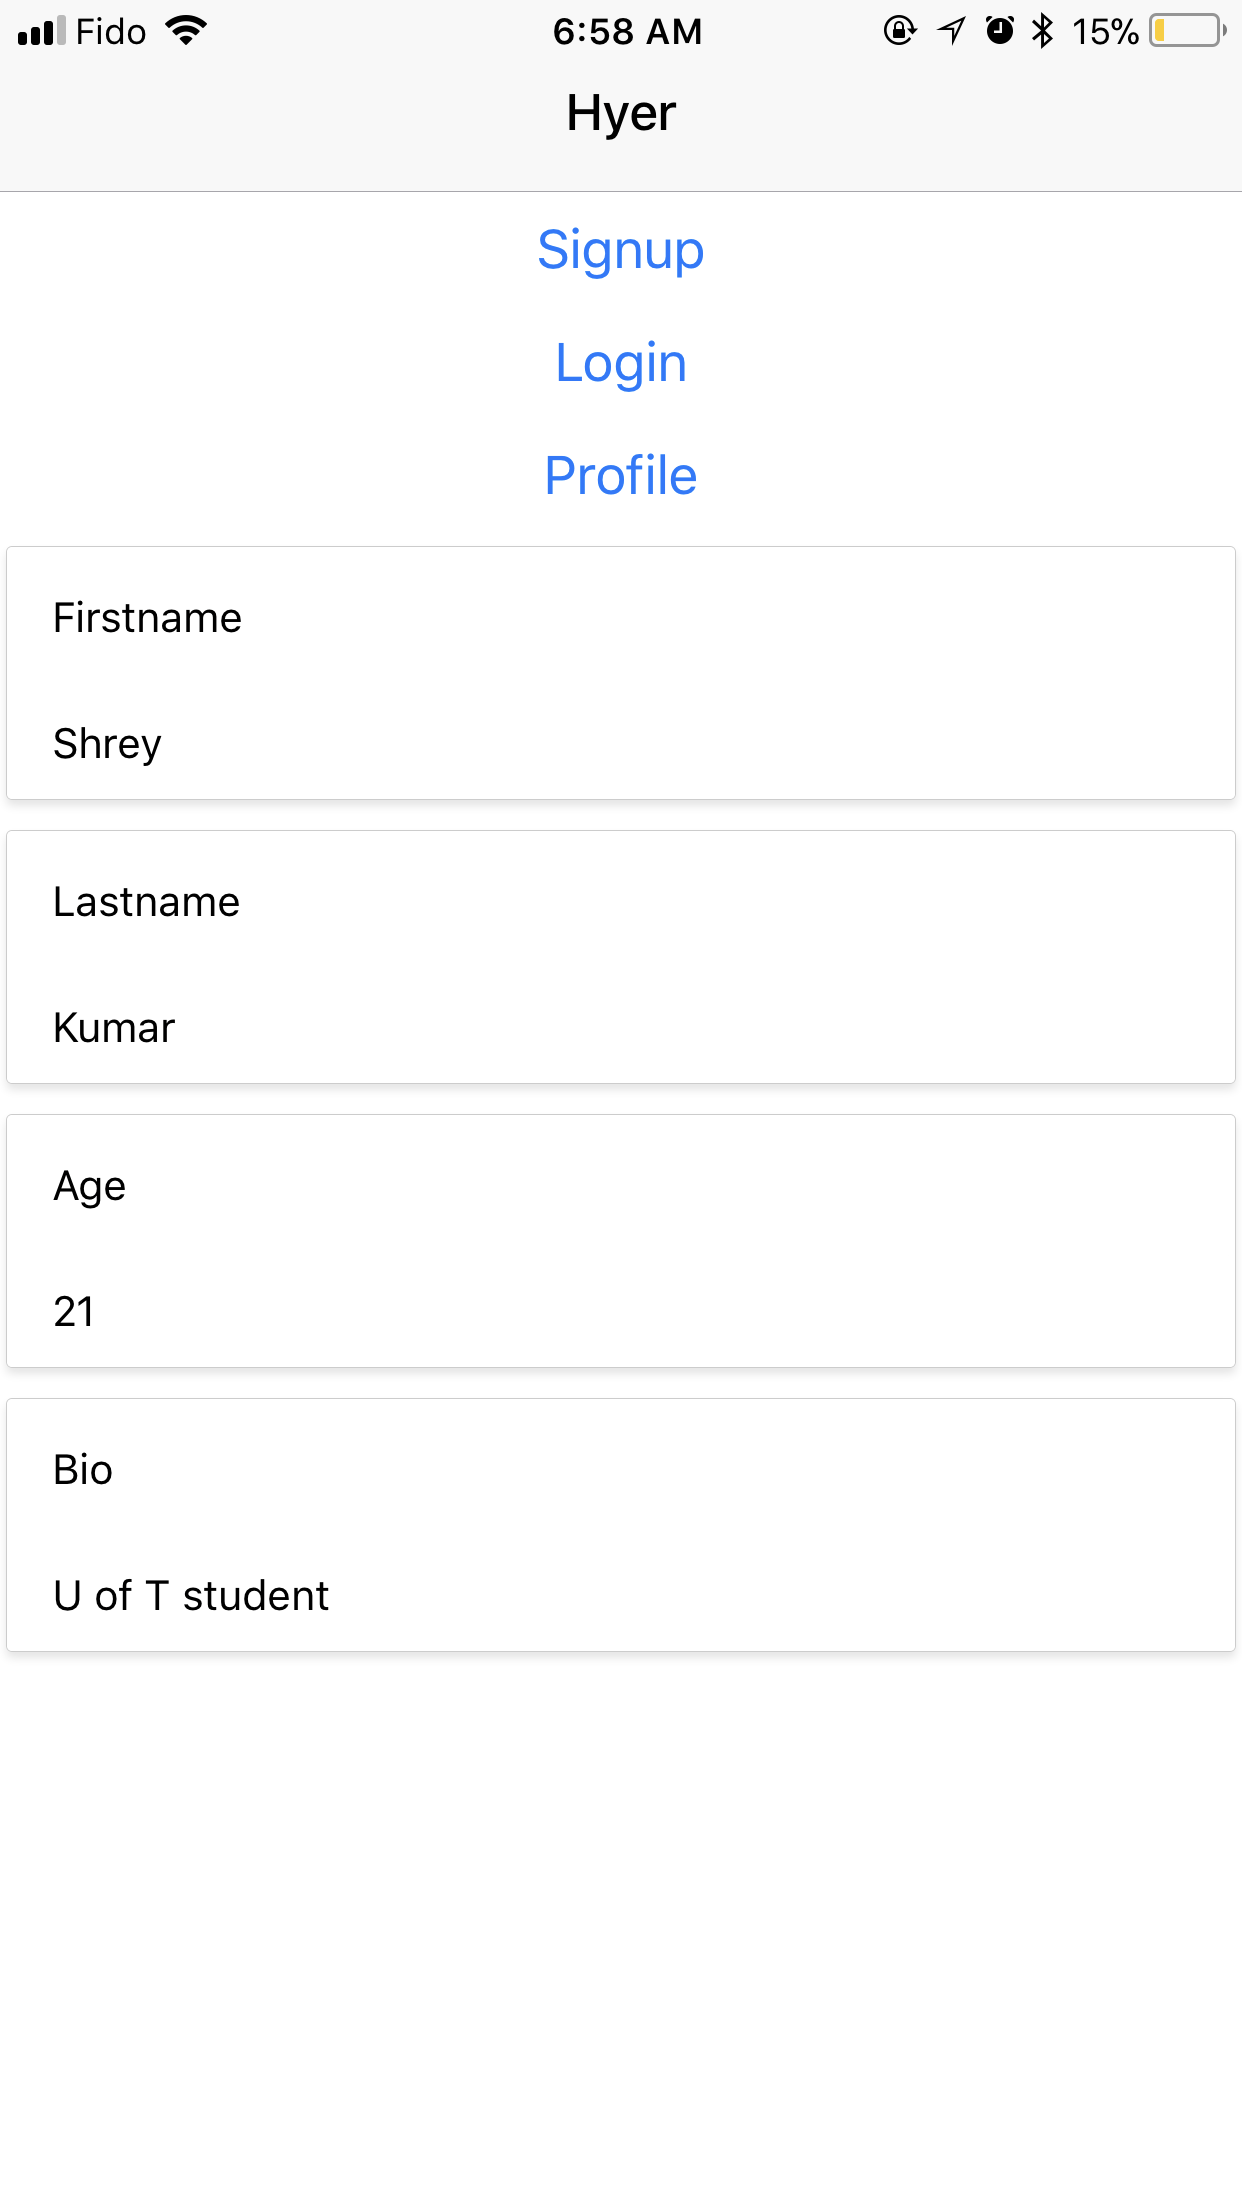 Fido 6:58 AM 15%
Hyer
Signup
Login
Profile
Firstname
Shrey
Lastname
Kumar
Age
21
Bio
U of T student